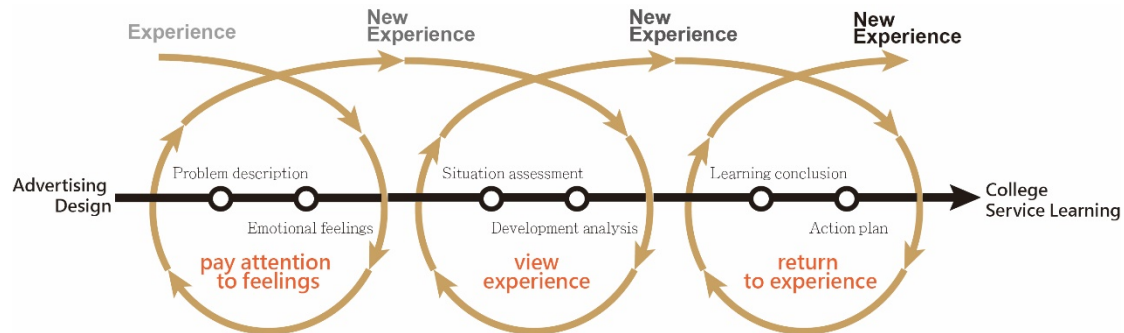 Experience
New
Experience
New
Experience
New
Experience
Advertising
Design
Problem description
Emotional feelings
pay attention
to feelings
Situation assessment
Development analysis
view
experience
Learning conclusion
Action plan
return
to experience
College
Service Learning